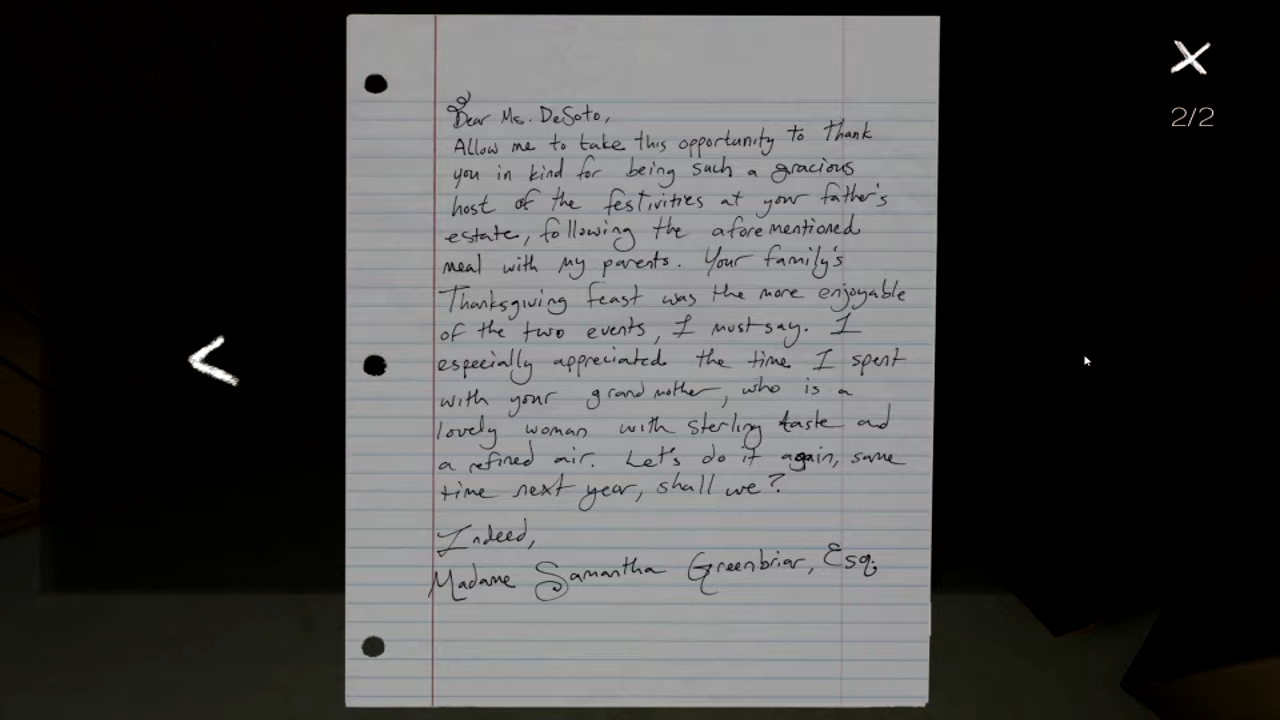 2/2
Dear Ms. DeSoto,
Allow me to take this opportunity to thank
you in kind for being such a gracious
host of the festivities at your father's
estate, following the aforementioned
meal with my parents. Your family's
Thanksgiving feast was the more enjoyable
of the two events, I must say. I
especially appreciated the time I spent
with your grandmother, who is a
lovely woman with sterling taste and
a refined air. Let's do it again, same
time next year, shall we?
Indeed,
Madame Samantha Greenbriar, Esq.